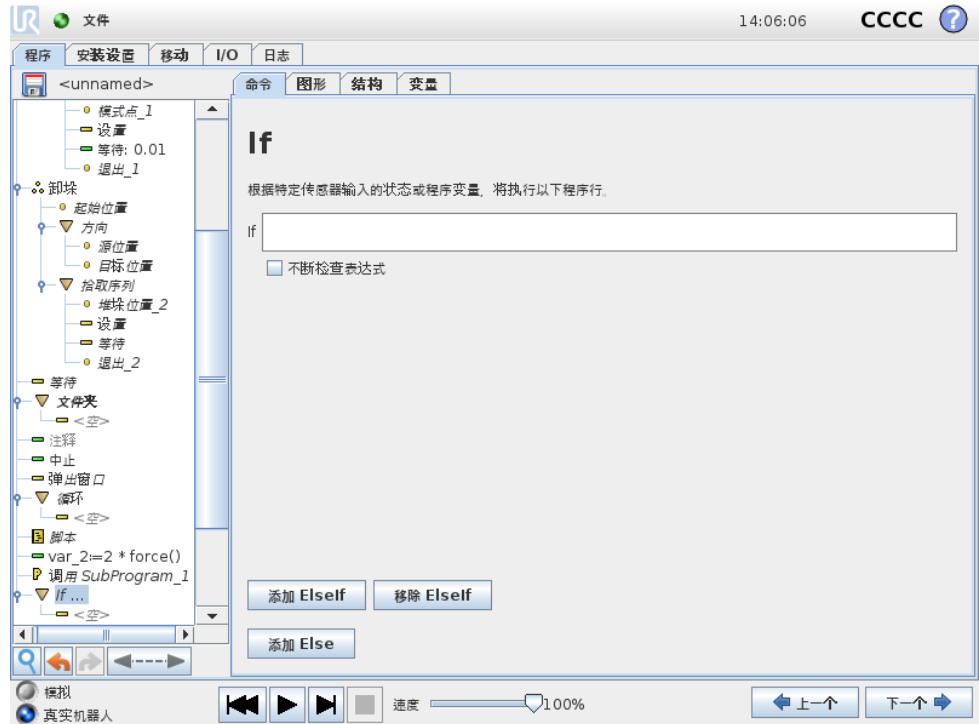 UR 文件 14:06:06 CCCC ?
程序 安装设置 移动 I/O 日志
<unnamed>
命令 图形 结构 变量
模式点_1
设置
等待: 0.01
退出_1
卸垛
起始位置
方向
源位置
目标位置
拾取序列
堆垛位置_2
设置
等待
退出_2
等待
文件夹
<空>
注释
中止
弹出窗口
循环
<空>
脚本
var_2:=2 * force()
P 调用 SubProgram_1
If ...
<空>
If
根据特定传感器输入的状态或程序变量，将执行以下程序行。
If
不断检查表达式
添加 ElseIf 移除 ElseIf
添加 Else
模拟
真实机器人
速度 100%
上一个 下一个